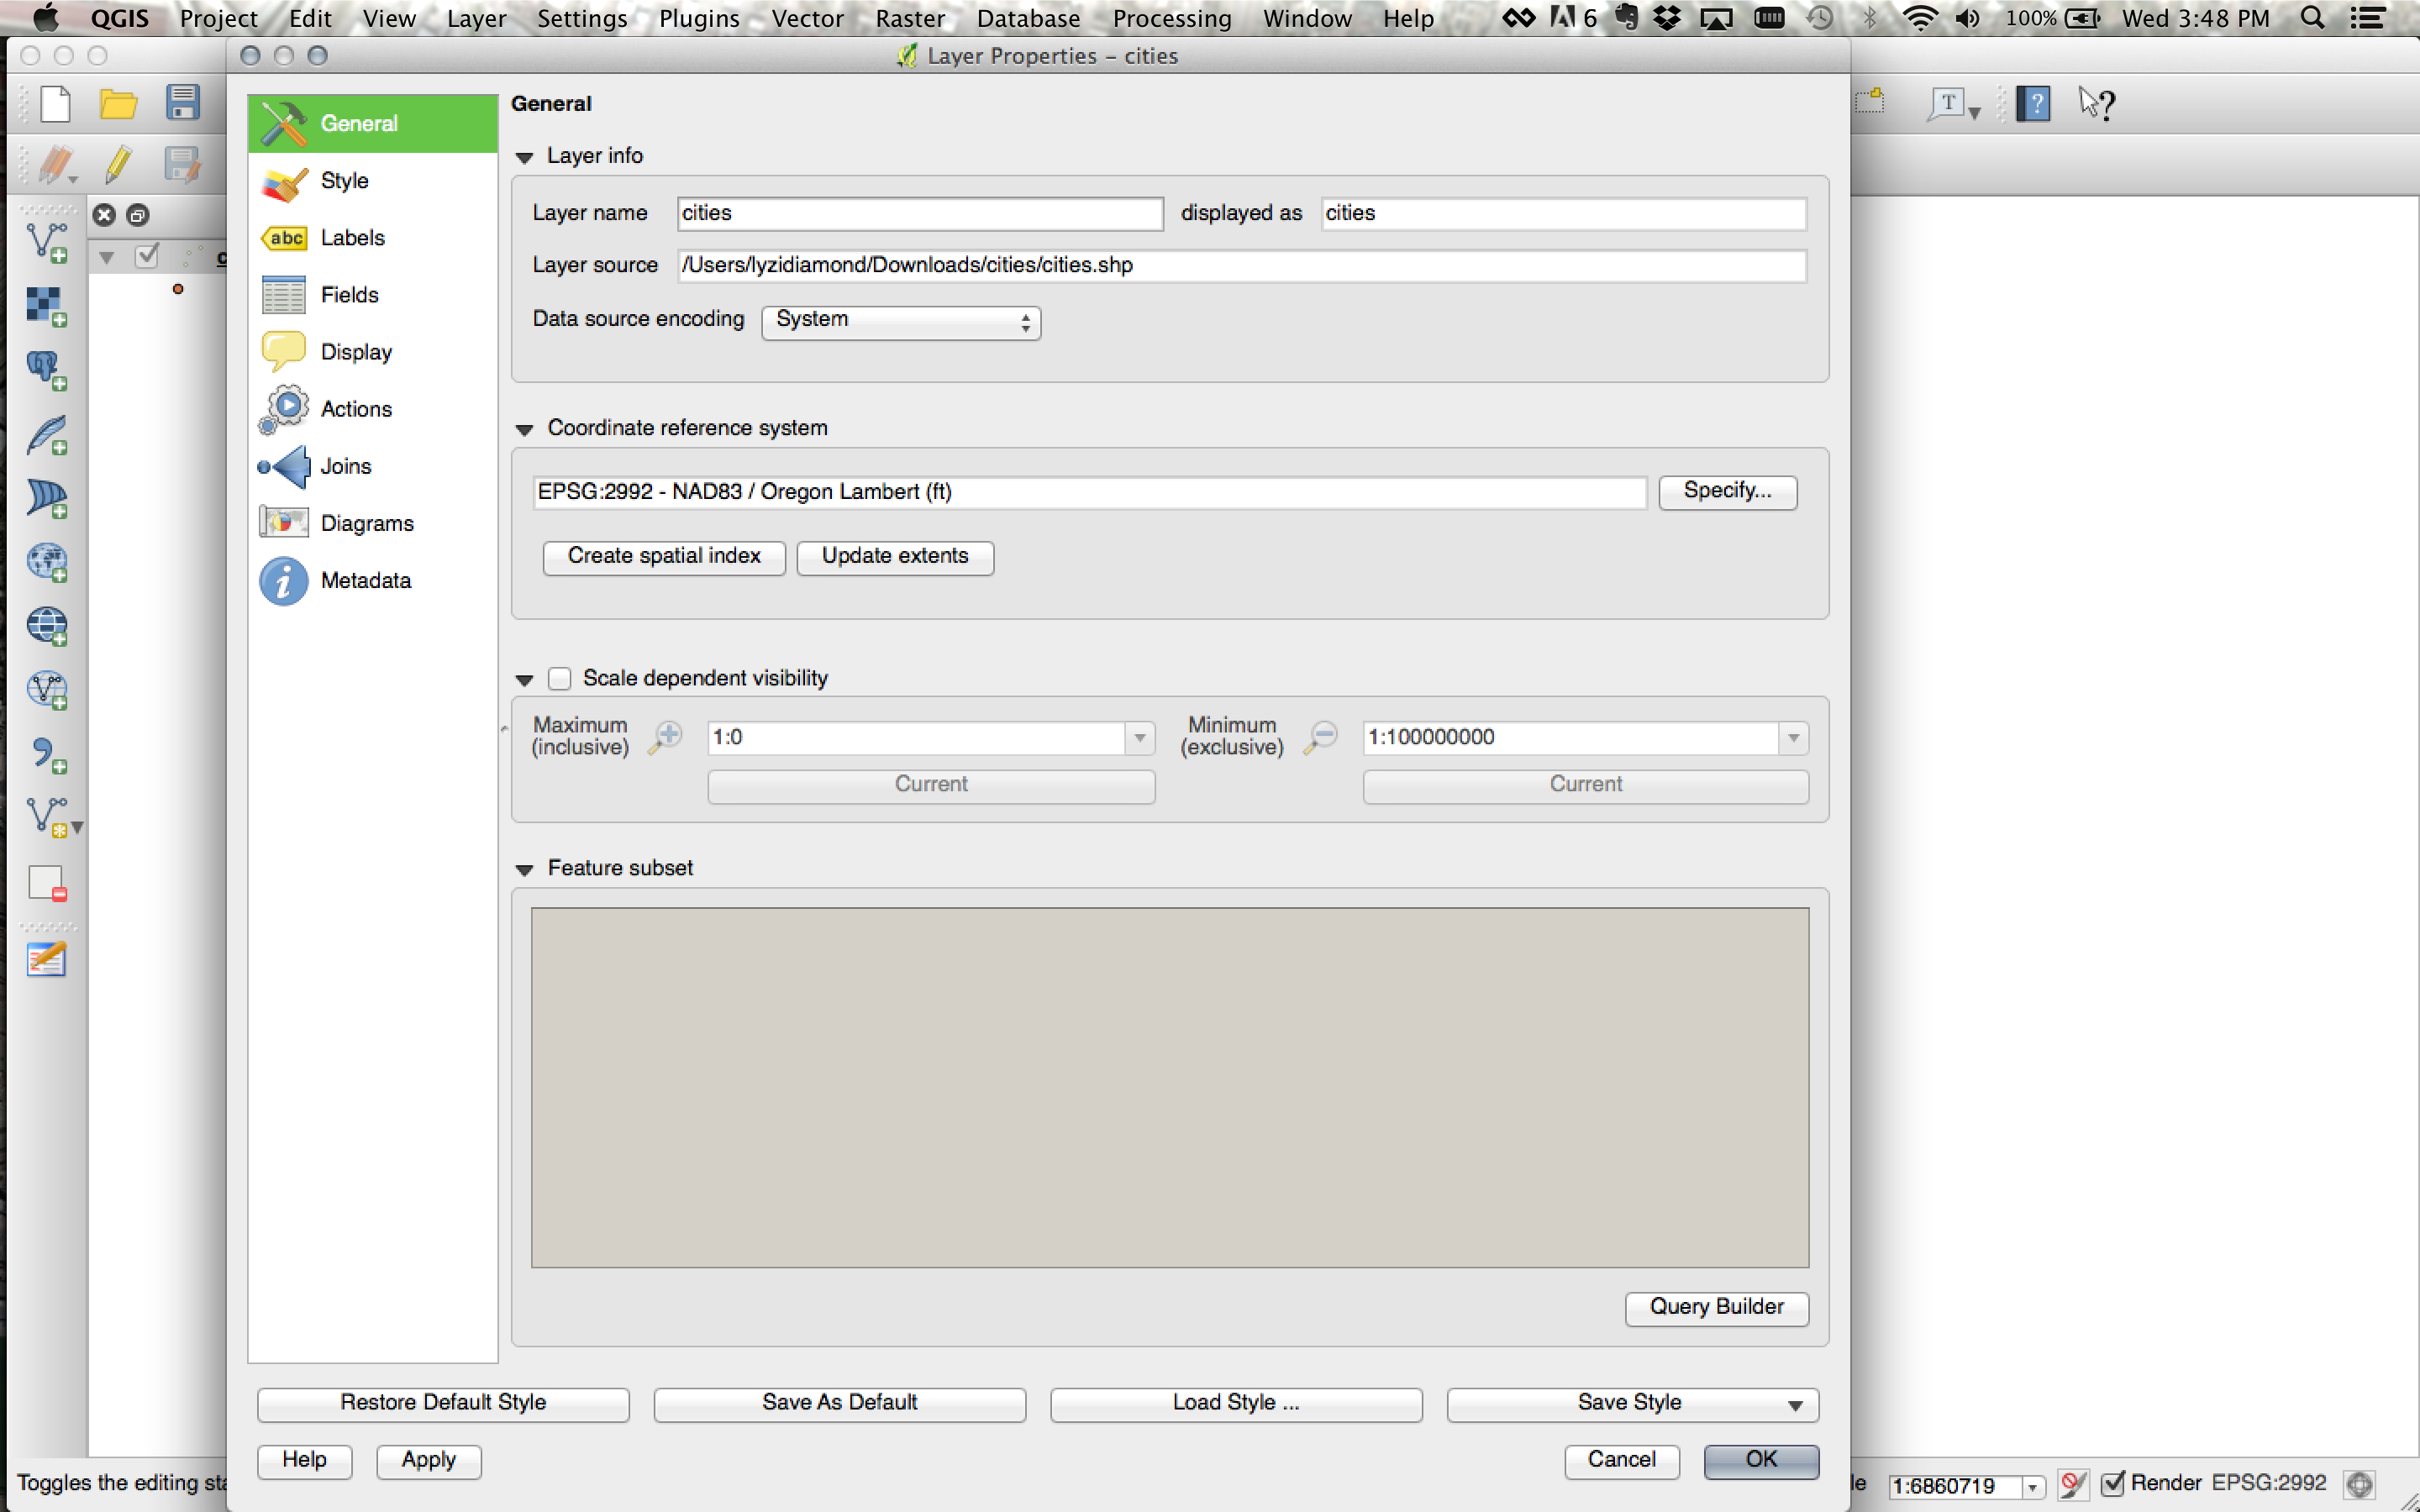 QGIS Project Edit View Layer Settings Plugins Vector Raster Database Processing Window Help 6 100% Wed 3:48 PM
Layer Properties – cities
General
Style
Labels
Fields
Display
Actions
Joins
Diagrams
Metadata
abc
T
General
Layer info
Layer name cities displayed as cities
Layer source /Users/lyzidiamond/Downloads/cities/cities.shp
Data source encoding System
Coordinate reference system
EPSG:2992 - NAD83 / Oregon Lambert (ft) Specify...
Create spatial index Update extents
Scale dependent visibility
Maximum (inclusive) 1:0 Minimum (exclusive) 1:100000000
Current Current
Feature subset
Query Builder
Restore Default Style Save As Default Load Style ... Save Style
Help Apply Cancel OK
Toggles the editing sta le 1:6860719 Render EPSG:2992